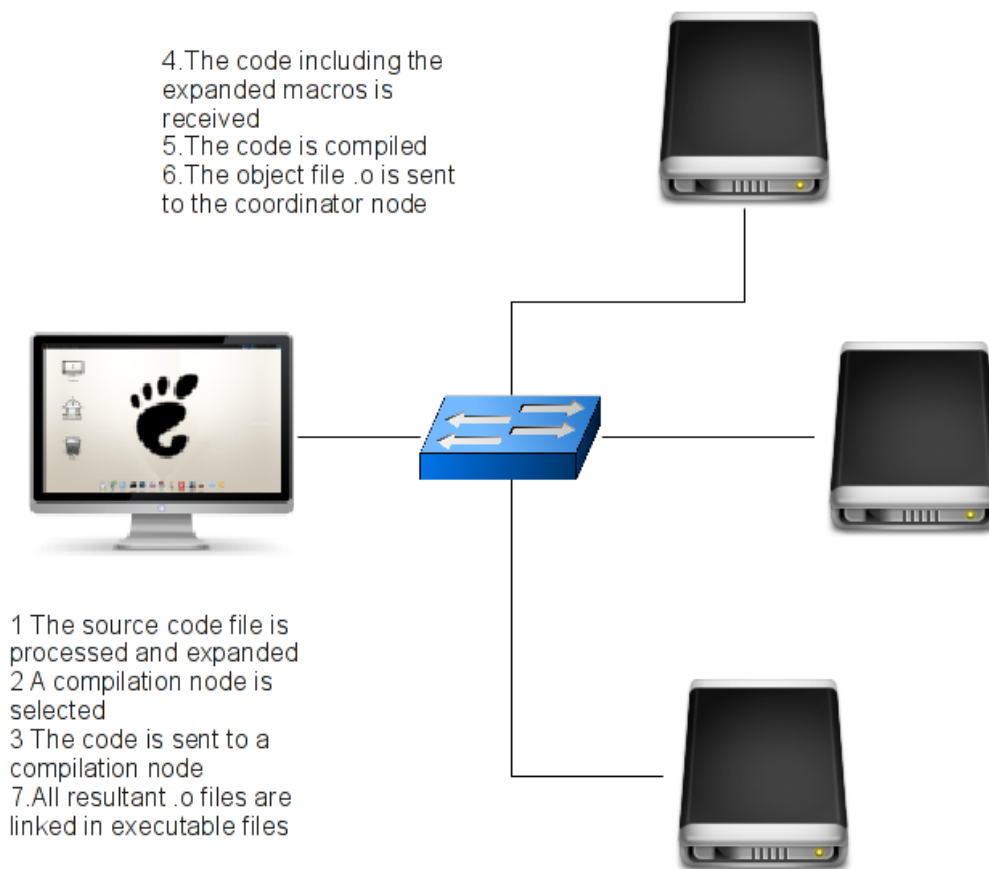 4.The code including the
expanded macros is
received
5.The code is compiled
6.The object file .o is sent
to the coordinator node
1 The source code file is
processed and expanded
2 A compilation node is
selected
3 The code is sent to a
compilation node
7.All resultant .o files are
linked in executable files